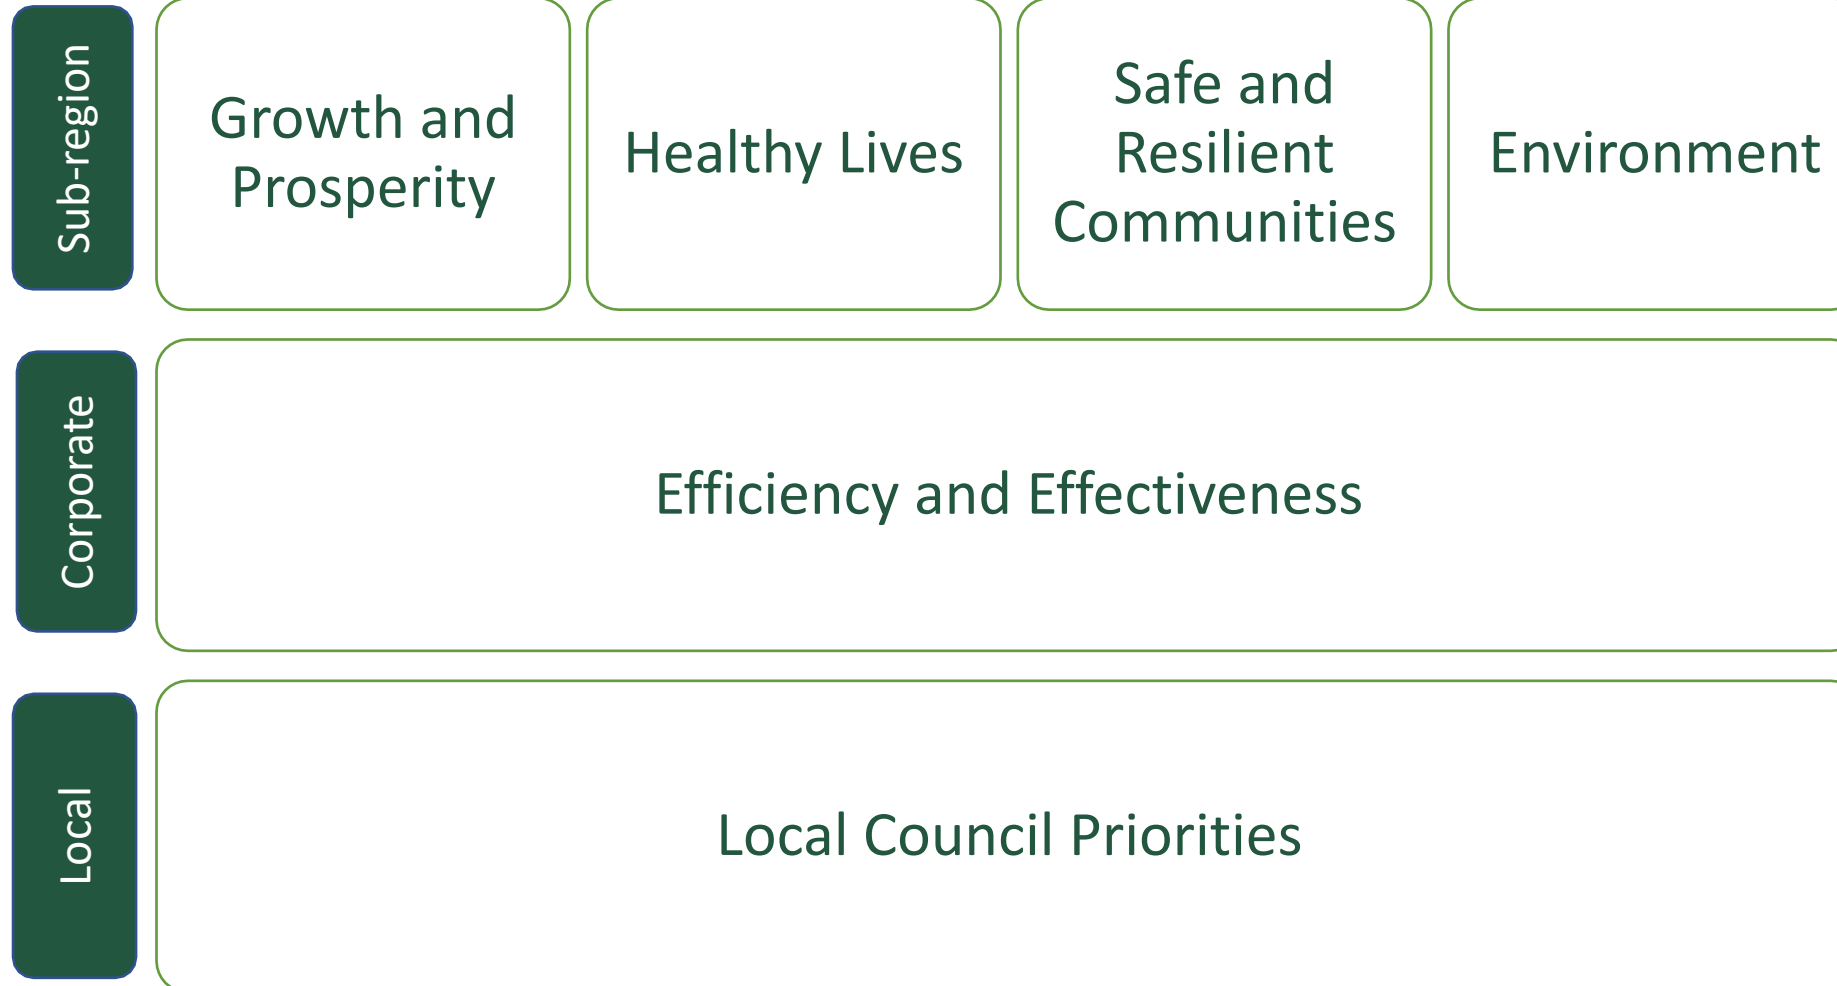 Sub-region
Growth and
Prosperity
Healthy Lives
Safe and
Resilient
Communities
Environment
Corporate
Efficiency and Effectiveness
Local
Local Council Priorities